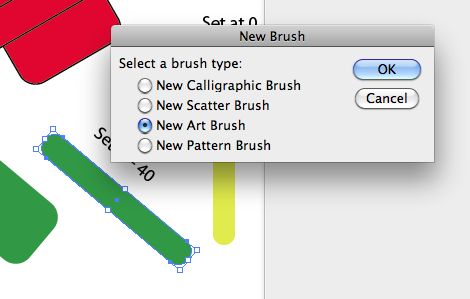 Set at 0
New Brush
Select a brush type:
New Calligraphic Brush
New Scatter Brush
New Art Brush
New Pattern Brush
OK
Cancel
40